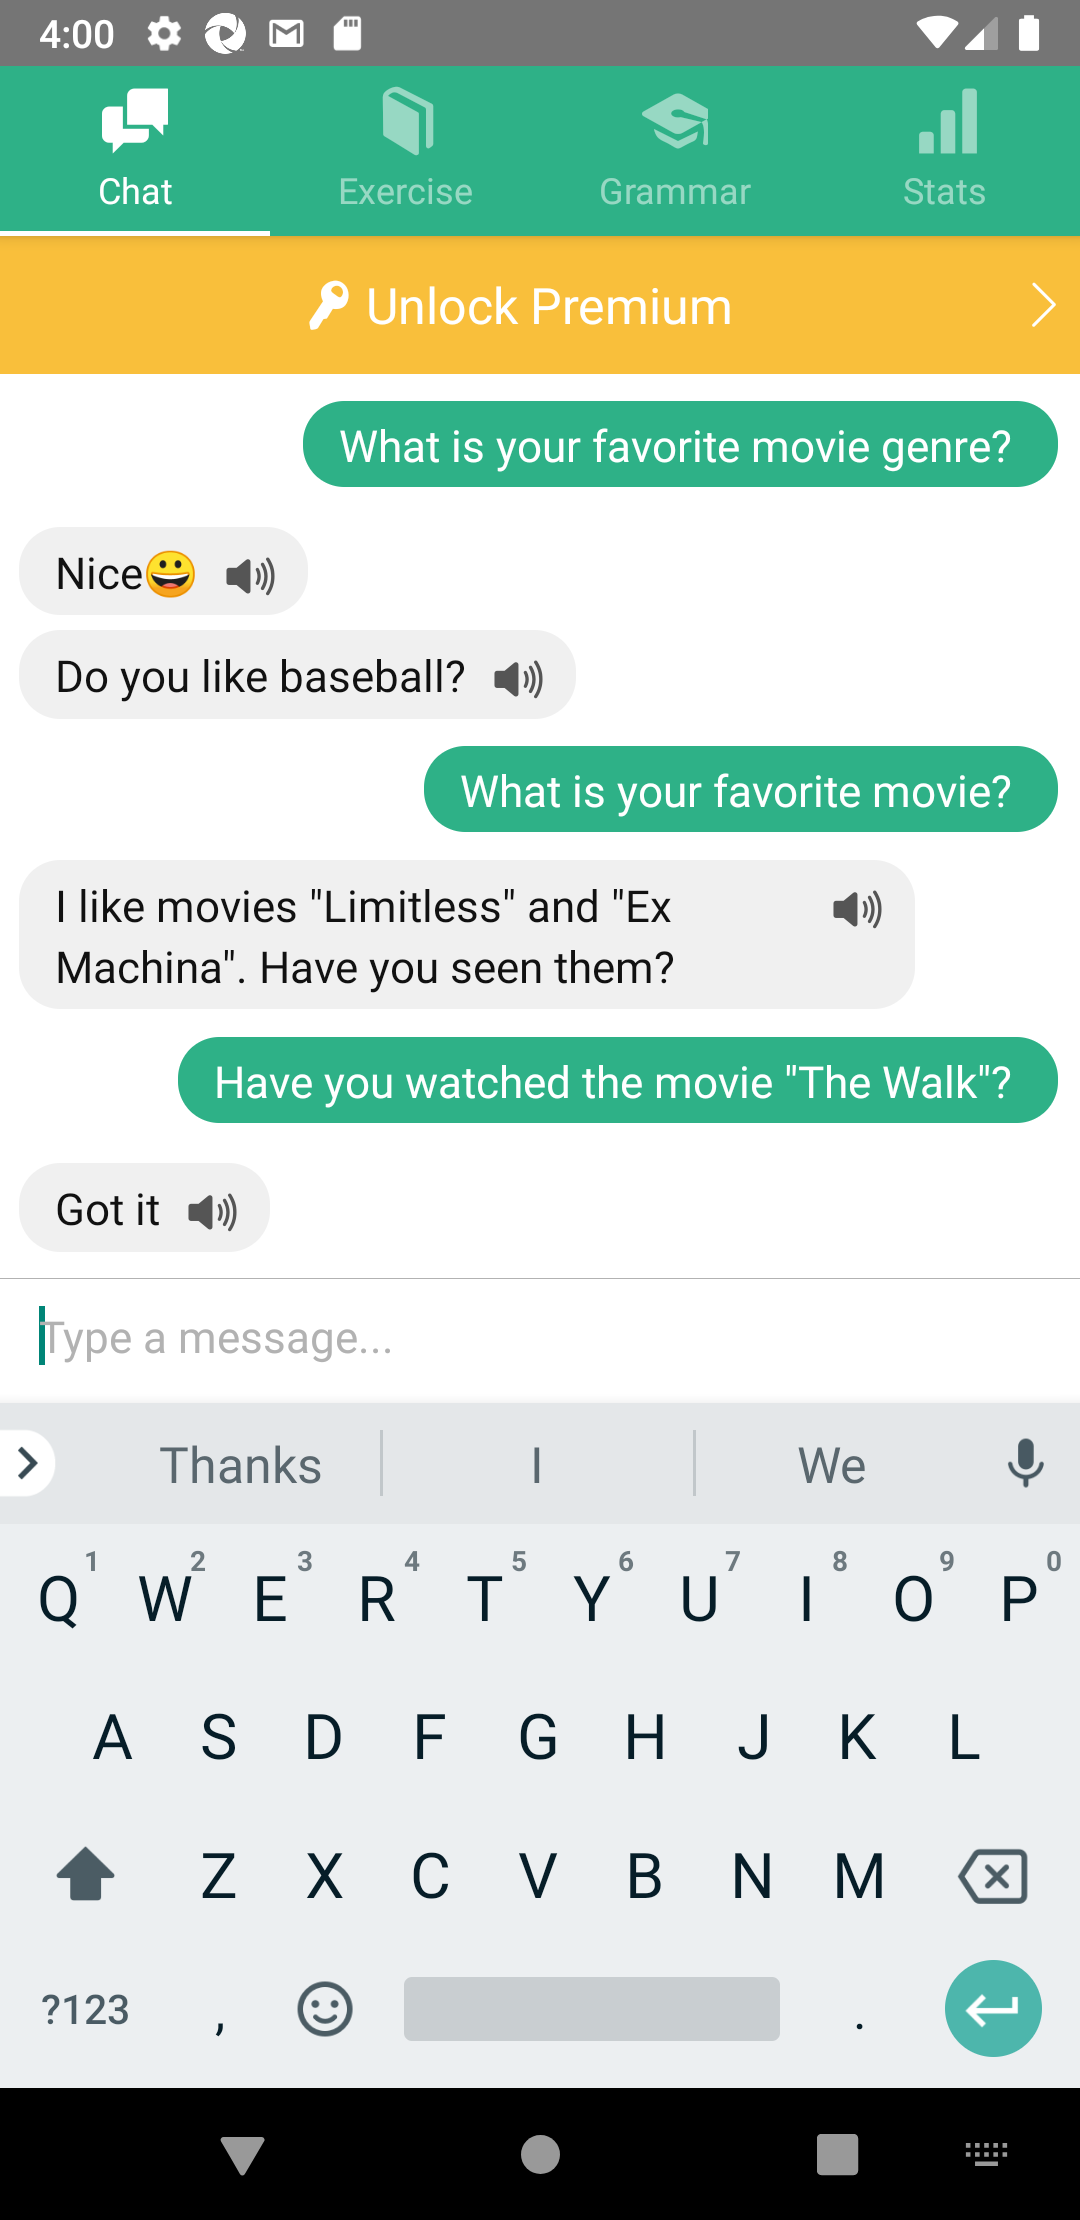 4:00
Chat
Exercise
Grammar
Stats
Unlock Premium
What is your favorite movie genre?
Nice😀
Do you like baseball?
What is your favorite movie?
I like movies "Limitless" and "Ex
Machina". Have you seen them?
Have you watched the movie "The Walk"?
Got it
Type a message...
Thanks
I
We
1 2 3 4 5 6 7 8 9 0
Q W E R T Y U I O P
A S D F G H J K L
Z X C V B N M
?123 , .